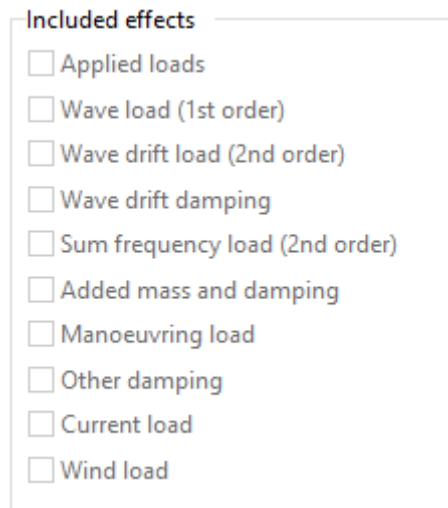 Included effects
Applied loads
Wave load (1st order)
Wave drift load (2nd order)
Wave drift damping
Sum frequency load (2nd order)
Added mass and damping
Manoeuvring load
Other damping
Current load
Wind load